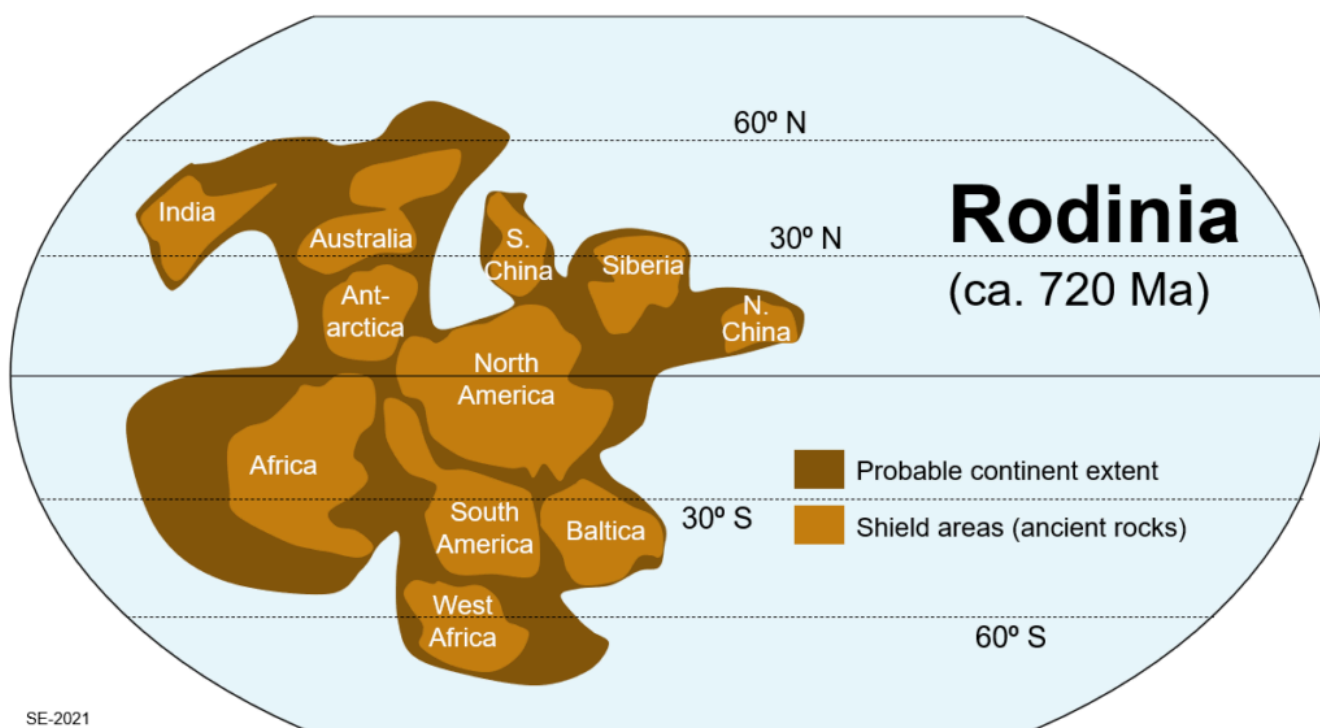 60º N
Rodinia
(ca. 720 Ma)
30º N
India
Australia
S.
China
Siberia
Ant-
arctica
N.
China
North
America
Africa
Probable continent extent
South
America
Baltica
30º S
Shield areas (ancient rocks)
West
Africa
60º S
SE-2021